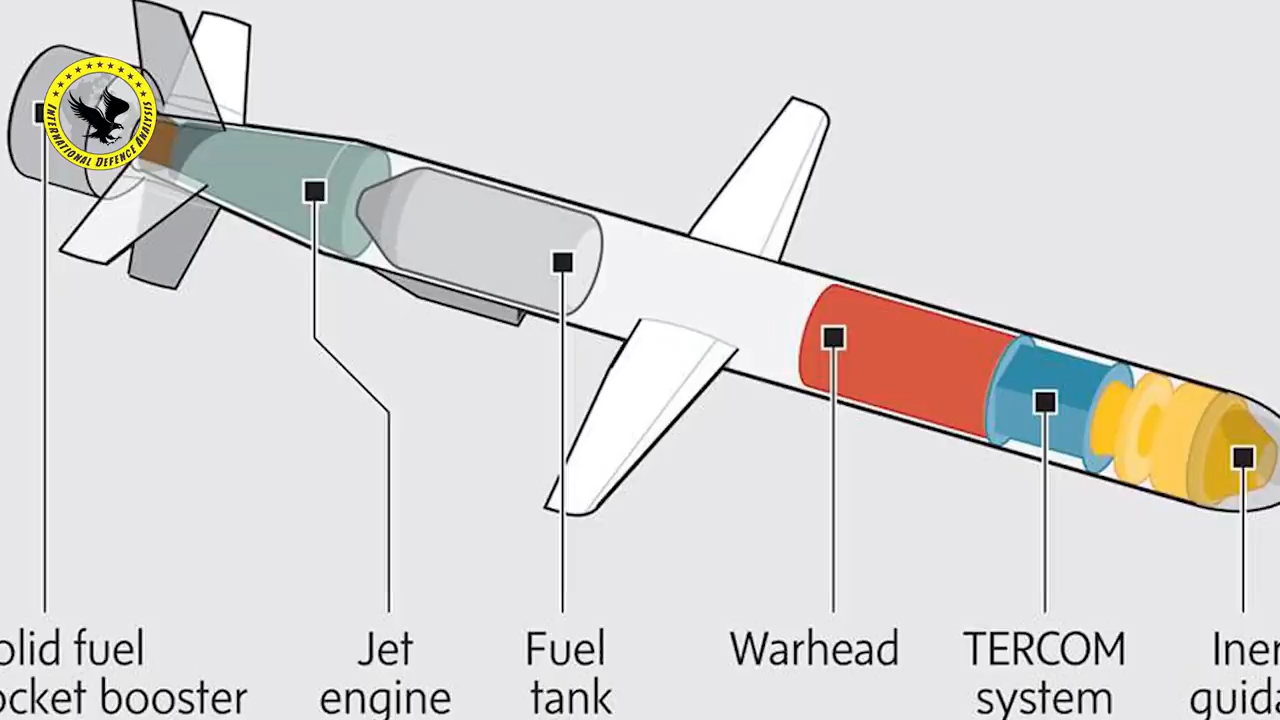 INTERNATIONAL DEFENCE ANALYSIS
olid fuel
ocket booster
Jet
engine
Fuel
tank
Warhead
TERCOM
system
Iner
guida